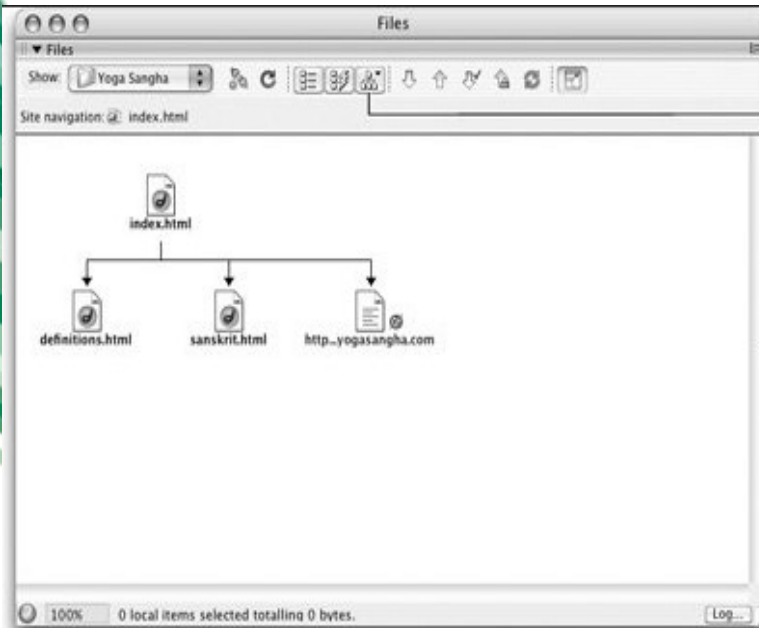 Files
▼ Files
Show: Yoga Sangha
Site navigation: index.html
index.html
definitions.html
sanskrit.html
http_yogasangha.com
100% 0 local items selected totalling 0 bytes. Log...